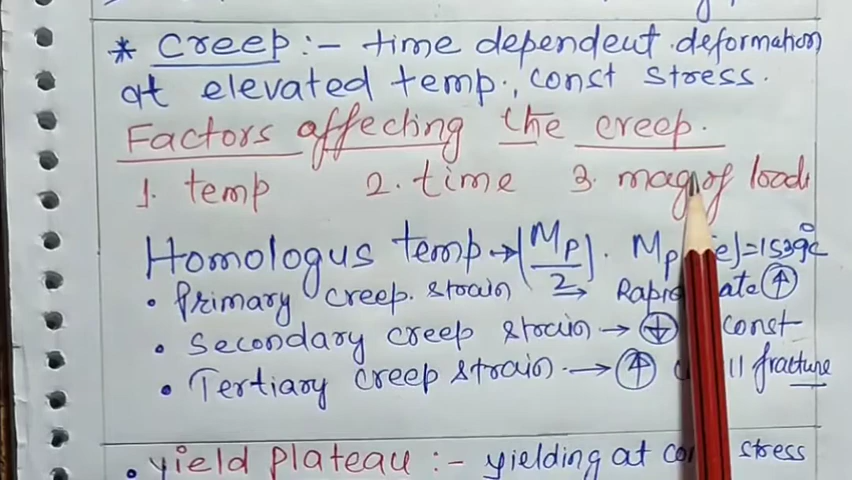 * Creep :- time dependent deformation
at elevated temp., const stress.
Factors affecting the creep.
1. temp 2. time 3. mag of load
Homologus temp → (Mp/2). Mp =1539°C
• Primary creep. strain → ↑
• Secondary creep strain → ↓ const
• Tertiary creep strain. → ↑ fracture
• yield plateau :- yielding at stress